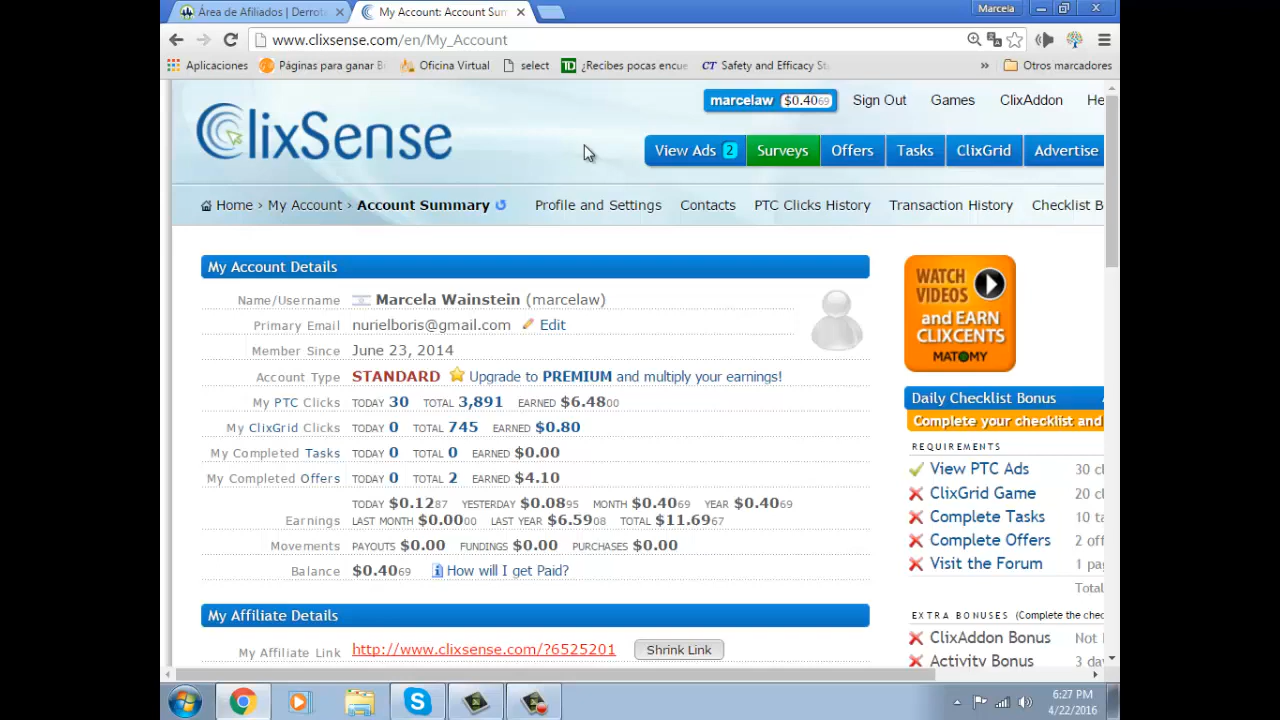 Área de Afiliados | Derrot
My Account: Account Sum
Marcela
www.clixsense.com/en/My_Account
Aplicaciones
Páginas para ganar Bi
Oficina Virtual
select
TD
¿Recibes pocas encue
CT Safety and Efficacy St
»
Otros marcadores
marcelaw $0.4069
Sign Out
Games
ClixAddon
He
ClixSense
View Ads 2
Surveys
Offers
Tasks
ClixGrid
Advertise
Home › My Account › Account Summary
Profile and Settings
Contacts
PTC Clicks History
Transaction History
Checklist B
My Account Details
Name/Username Marcela Wainstein (marcelaw)
Primary Email nurielboris@gmail.com Edit
Member Since June 23, 2014
Account Type STANDARD Upgrade to PREMIUM and multiply your earnings!
My PTC Clicks TODAY 30 TOTAL 3,891 EARNED $6.4800
My ClixGrid Clicks TODAY 0 TOTAL 745 EARNED $0.80
My Completed Tasks TODAY 0 TOTAL 0 EARNED $0.00
My Completed Offers TODAY 0 TOTAL 2 EARNED $4.10
TODAY $0.1287 YESTERDAY $0.0895 MONTH $0.4069 YEAR $0.4069
Earnings LAST MONTH $0.0000 LAST YEAR $6.5908 TOTAL $11.6967
Movements PAYOUTS $0.00 FUNDINGS $0.00 PURCHASES $0.00
Balance $0.4069 How will I get Paid?
My Affiliate Details
My Affiliate Link http://www.clixsense.com/?6525201 Shrink Link
WATCH
VIDEOS
and EARN
CLIXCENTS
MATOMY
Daily Checklist Bonus
Complete your checklist and
REQUIREMENTS
View PTC Ads 30 cl
ClixGrid Game 20 c
Complete Tasks 10 ta
Complete Offers 2 off
Visit the Forum 1 pa
Total
EXTRA BONUSES (Complete the chec
ClixAddon Bonus Not
Activity Bonus 3 da
6:27 PM
4/22/2016